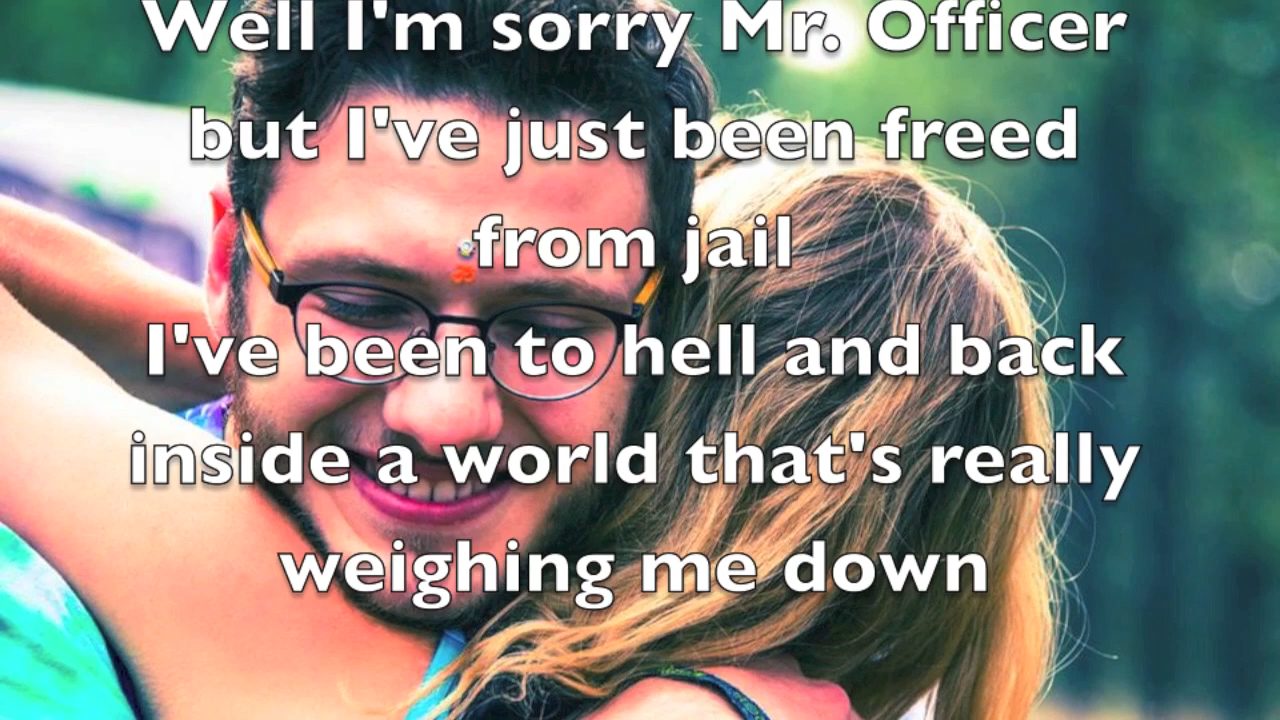 Well I'm sorry Mr. Officer
but I've just been freed
from jail
I've been to hell and back
inside a world that's really
weighing me down